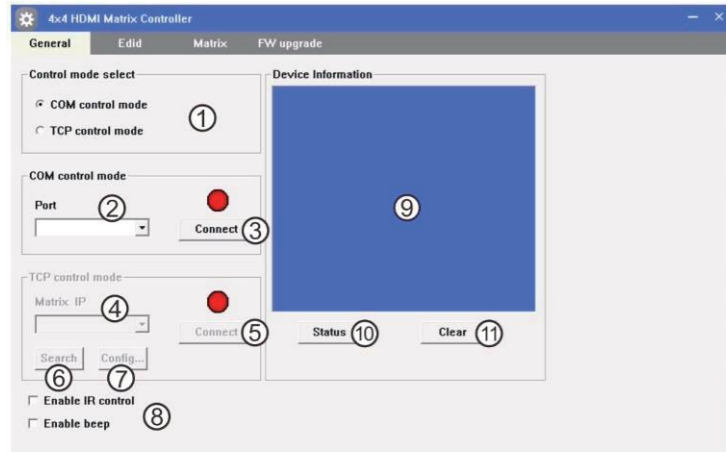 4×4 HDMI Matrix Controller
General Edid Matrix FW upgrade
Control mode select
COM control mode
TCP control mode
①
COM control mode
Port
②
Connect ③
TCP control mode
Matrix IP
④
Connect ⑤
Search Config...
⑥ ⑦
Enable IR control
Enable beep
⑧
Device Information
⑨
Status ⑩ Clear ⑪